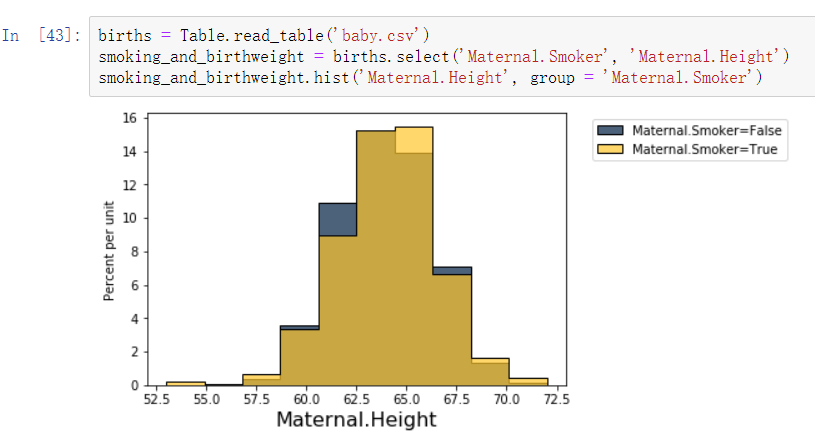 In [43]:
births = Table.read_table('baby.csv')
smoking_and_birthweight = births.select('Maternal.Smoker', 'Maternal.Height')
smoking_and_birthweight.hist('Maternal.Height', group = 'Maternal.Smoker')
Maternal.Smoker=False
Maternal.Smoker=True
Percent per unit
16
14
12
10
8
6
4
2
0
52.5 55.0 57.5 60.0 62.5 65.0 67.5 70.0 72.5
Maternal.Height